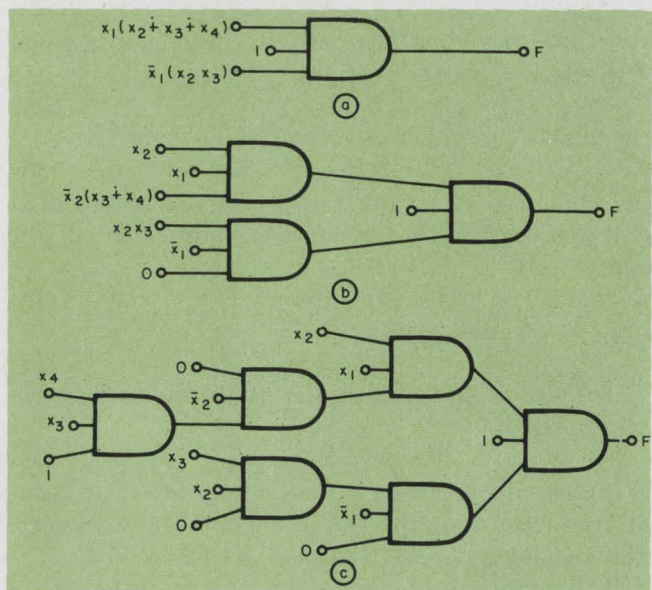 x₁(x₂ ∔ x₃ ∔ x₄)
1
x̄₁(x₂ x₃)
F
a
x₂
x₁
x̄₂(x₃ ∔ x₄)
x₂x₃
x̄₁
0
1
F
b
x₂
x₁
0
x̄₂
x₄
x₃
1
x₃
x₂
0
x̄₁
0
1
F
c